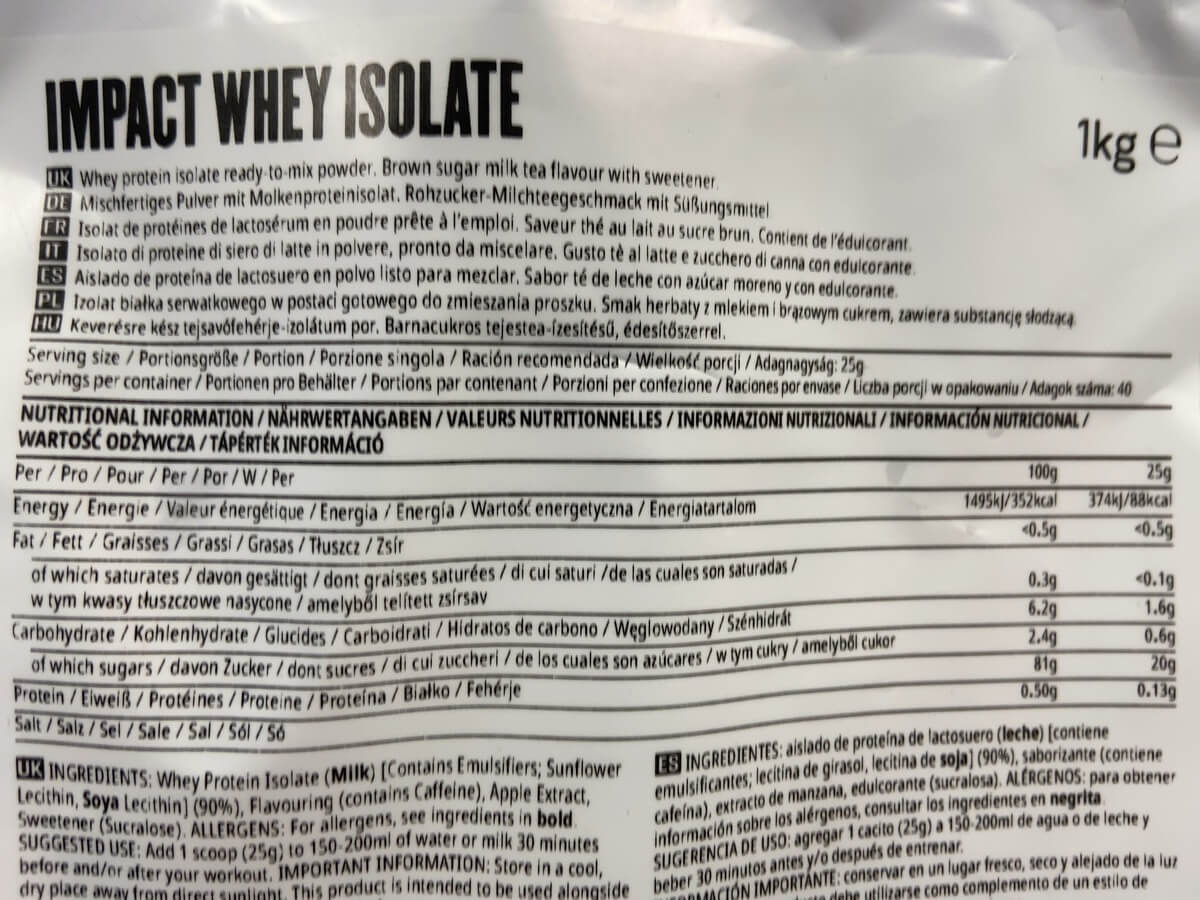 IMPACT WHEY ISOLATE
1kg ℮
UK Whey protein isolate ready-to-mix powder. Brown sugar milk tea flavour with sweetener.
DE Mischfertiges Pulver mit Molkenproteinisolat. Rohzucker-Milchteegeschmack mit Süßungsmittel
FR Isolat de protéines de lactosérum en poudre prête à l'emploi. Saveur thé au lait au sucre brun. Contient de l'édulcorant.
IT Isolato di proteine di siero di latte in polvere, pronto da miscelare. Gusto tè al latte e zucchero di canna con edulcorante.
ES Aislado de proteína de lactosuero en polvo listo para mezclar. Sabor té de leche con azúcar moreno y con edulcorante.
PL Izolat białka serwatkowego w postaci gotowego do zmieszania proszku. Smak herbaty z mlekiem i brązowym cukrem, zawiera substancję słodzącą.
HU Keverésre kész tejsavófehérje-izolátum por. Barnacukros tejestea-ízesítésű, édesítőszerrel.
Serving size / Portionsgröße / Portion / Porzione singola / Ración recomendada / Wielkość porcji / Adagnagyság: 25g
Servings per container / Portionen pro Behälter / Portions par contenant / Porzioni per confezione / Raciones por envase / Liczba porcji w opakowaniu / Adagok száma: 40
NUTRITIONAL INFORMATION / NÄHRWERTANGABEN / VALEURS NUTRITIONNELLES / INFORMAZIONI NUTRIZIONALI / INFORMACIÓN NUTRICIONAL /
WARTOŚĆ ODŻYWCZA / TÁPÉRTÉK INFORMÁCIÓ
Per / Pro / Pour / Per / Por / W / Per 100g 25g
Energy / Energie / Valeur énergétique / Energia / Energía / Wartość energetyczna / Energiatartalom 1495kJ/352kcal 374kJ/88kcal
Fat / Fett / Graisses / Grassi / Grasas / Tłuszcz / Zsír <0.5g <0.5g
of which saturates / davon gesättigt / dont graisses saturées / di cui saturi /de las cuales son saturadas /
w tym kwasy tłuszczowe nasycone / amelyből telített zsírsav 0.3g <0.1g
Carbohydrate / Kohlenhydrate / Glucides / Carboidrati / Hidratos de carbono / Węglowodany / Szénhidrát 6.2g 1.6g
of which sugars / davon Zucker / dont sucres / di cui zuccheri / de los cuales son azúcares / w tym cukry / amelyből cukor 2.4g 0.6g
Protein / Eiweiß / Protéines / Proteine / Proteína / Białko / Fehérje 81g 20g
Salt / Salz / Sel / Sale / Sal / Sól / Só 0.50g 0.13g
UK INGREDIENTS: Whey Protein Isolate (Milk) [Contains Emulsifiers; Sunflower
Lecithin, Soya Lecithin] (90%), Flavouring (contains Caffeine), Apple Extract,
Sweetener (Sucralose). ALLERGENS: For allergens, see ingredients in bold.
SUGGESTED USE: Add 1 scoop (25g) to 150-200ml of water or milk 30 minutes
before and/or after your workout. IMPORTANT INFORMATION: Store in a cool,
dry place away from direct sunlight. This product is intended to be used alongside
ES INGREDIENTES: aislado de proteína de lactosuero (leche) [contiene
emulsificantes; lecitina de girasol, lecitina de soja] (90%), saborizante (contiene
cafeína), extracto de manzana, edulcorante (sucralosa). ALÉRGENOS: para obtener
información sobre los alérgenos, consultar los ingredientes en negrita.
SUGERENCIA DE USO: agregar 1 cacito (25g) a 150-200ml de agua o de leche y
beber 30 minutos antes y/o después de entrenar.
IMPORTANTE: conservar en un lugar fresco, seco y alejado de la luz
debe utilizarse como complemento de un estilo de